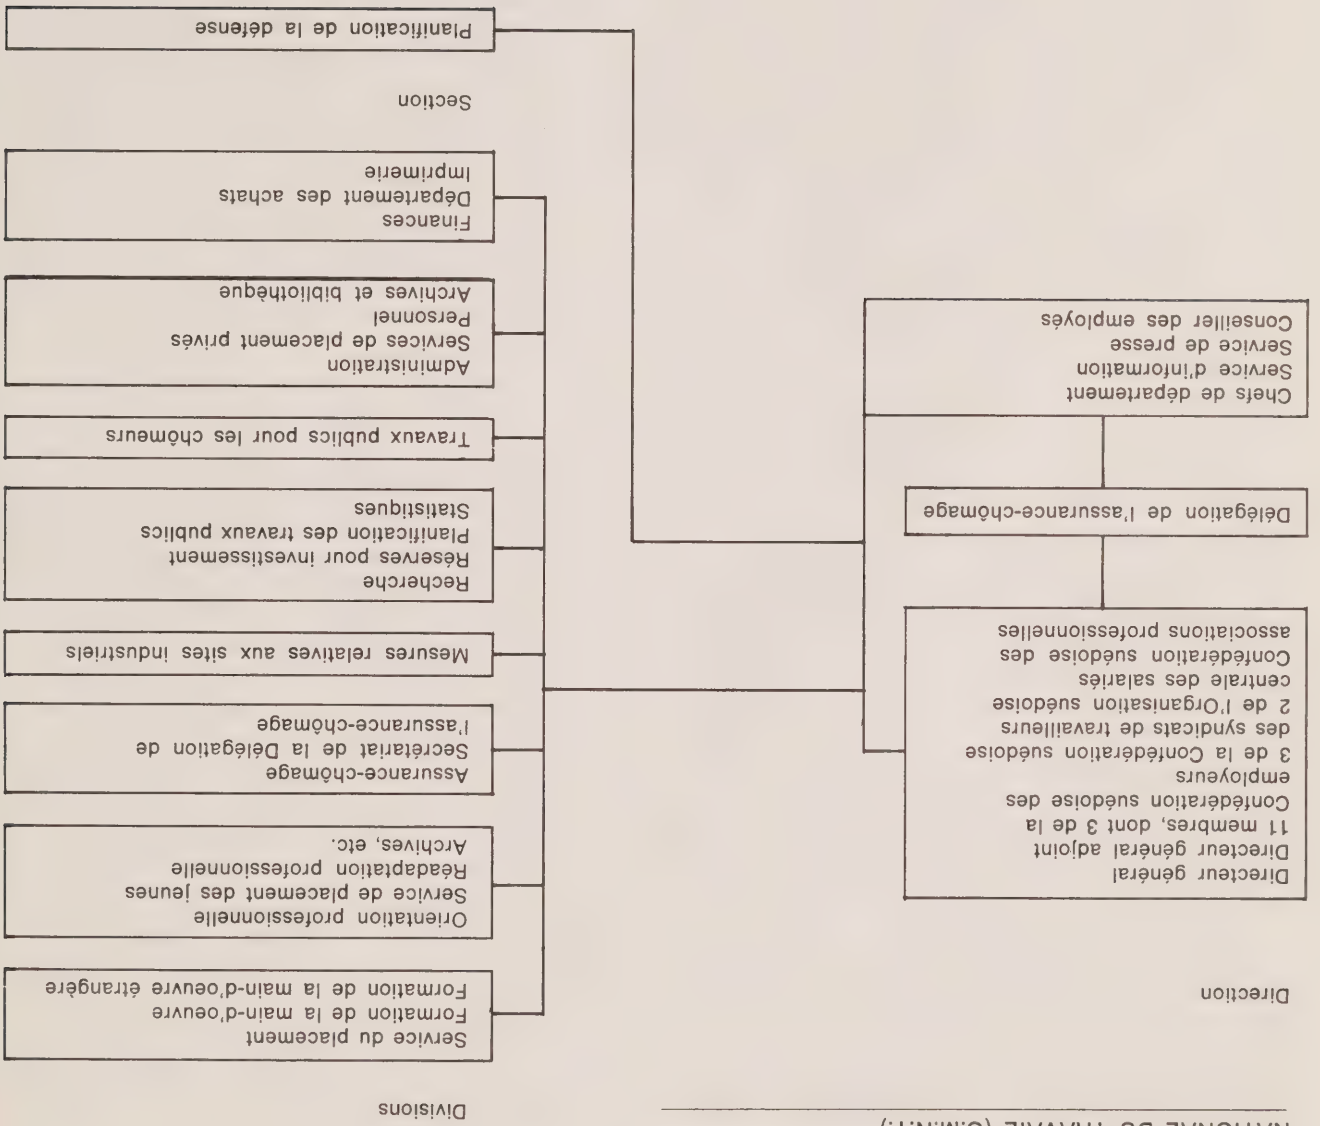 NATIONALE DU TRAVAIL (C.M.N.T.)
Direction
Directeur général
Directeur général adjoint
11 membres, dont 3 de la
Confédération suédoise des
employeurs
3 de la Confédération suédoise
des syndicats de travailleurs
2 de l'Organisation suédoise
centrale des salariés
Confédération suédoise des
associations professionnelles
Délégation de l'assurance-chômage
Chefs de département
Service d'information
Service de presse
Conseiller des employés
Divisions
Service du placement
Formation de la main-d'oeuvre
Formation de la main-d'oeuvre étrangère
Orientation professionnelle
Service de placement des jeunes
Réadaptation professionnelle
Archives, etc.
Assurance-chômage
Secrétariat de la Délégation de
l'assurance-chômage
Mesures relatives aux sites industriels
Recherche
Réserves pour investissement
Planification des travaux publics
Statistiques
Travaux publics pour les chômeurs
Administration
Services de placement privés
Personnel
Archives et bibliothèque
Finances
Département des achats
Imprimerie
Section
Planification de la défense